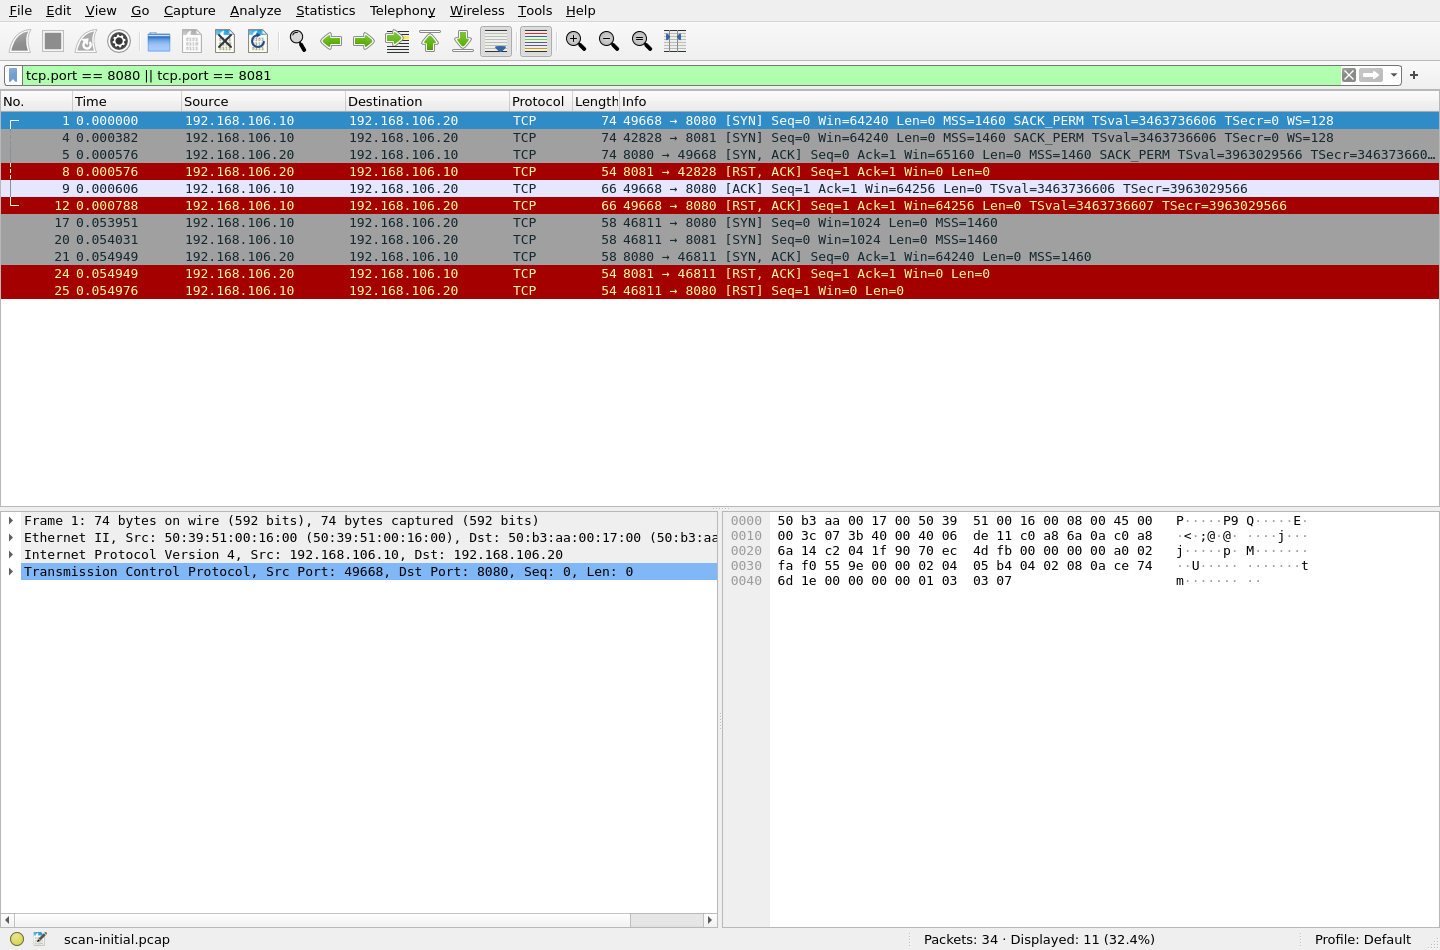 File Edit View Go Capture Analyze Statistics Telephony Wireless Tools Help
tcp.port == 8080 || tcp.port == 8081
No. Time Source Destination Protocol Length Info
1 0.000000 192.168.106.10 192.168.106.20 TCP 74 49668 → 8080 [SYN] Seq=0 Win=64240 Len=0 MSS=1460 SACK_PERM TSval=3463736606 TSecr=0 WS=128
4 0.000382 192.168.106.10 192.168.106.20 TCP 74 42828 → 8081 [SYN] Seq=0 Win=64240 Len=0 MSS=1460 SACK_PERM TSval=3463736606 TSecr=0 WS=128
5 0.000576 192.168.106.20 192.168.106.10 TCP 74 8080 → 49668 [SYN, ACK] Seq=0 Ack=1 Win=65160 Len=0 MSS=1460 SACK_PERM TSval=3963029566 TSecr=346373660…
8 0.000576 192.168.106.20 192.168.106.10 TCP 54 8081 → 42828 [RST, ACK] Seq=1 Ack=1 Win=0 Len=0
9 0.000606 192.168.106.10 192.168.106.20 TCP 66 49668 → 8080 [ACK] Seq=1 Ack=1 Win=64256 Len=0 TSval=3463736606 TSecr=3963029566
12 0.000788 192.168.106.10 192.168.106.20 TCP 66 49668 → 8080 [RST, ACK] Seq=1 Ack=1 Win=64256 Len=0 TSval=3463736607 TSecr=3963029566
17 0.053951 192.168.106.10 192.168.106.20 TCP 58 46811 → 8080 [SYN] Seq=0 Win=1024 Len=0 MSS=1460
20 0.054031 192.168.106.10 192.168.106.20 TCP 58 46811 → 8081 [SYN] Seq=0 Win=1024 Len=0 MSS=1460
21 0.054949 192.168.106.20 192.168.106.10 TCP 58 8080 → 46811 [SYN, ACK] Seq=0 Ack=1 Win=64240 Len=0 MSS=1460
24 0.054949 192.168.106.20 192.168.106.10 TCP 54 8081 → 46811 [RST, ACK] Seq=1 Ack=1 Win=0 Len=0
25 0.054976 192.168.106.10 192.168.106.20 TCP 54 46811 → 8080 [RST] Seq=1 Win=0 Len=0
Frame 1: 74 bytes on wire (592 bits), 74 bytes captured (592 bits)
Ethernet II, Src: 50:39:51:00:16:00 (50:39:51:00:16:00), Dst: 50:b3:aa:00:17:00 (50:b3:aa
Internet Protocol Version 4, Src: 192.168.106.10, Dst: 192.168.106.20
Transmission Control Protocol, Src Port: 49668, Dst Port: 8080, Seq: 0, Len: 0
0000 50 b3 aa 00 17 00 50 39 51 00 16 00 08 00 45 00 P·····P9 Q·····E·
0010 00 3c 07 3b 40 00 40 06 de 11 c0 a8 6a 0a c0 a8 ·<·;@·@· ····j···
0020 6a 14 c2 04 1f 90 70 ec 4d fb 00 00 00 00 a0 02 j·····p· M·······
0030 fa f0 55 9e 00 00 02 04 05 b4 04 02 08 0a ce 74 ··U····· ·······t
0040 6d 1e 00 00 00 00 01 03 03 07 m······· ··
scan-initial.pcap
Packets: 34 · Displayed: 11 (32.4%)
Profile: Default